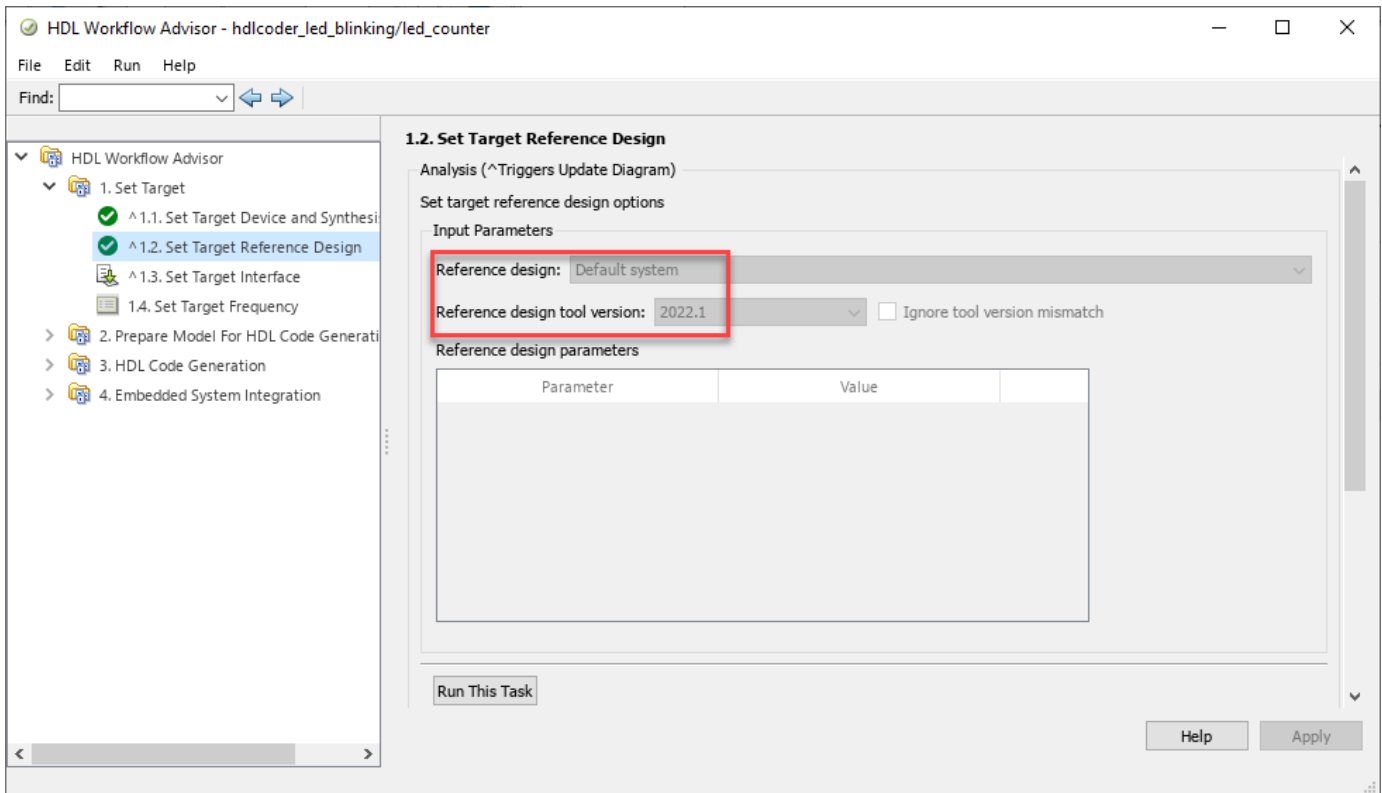 HDL Workflow Advisor - hdlcoder_led_blinking/led_counter
File Edit Run Help
Find:
HDL Workflow Advisor
1. Set Target
^1.1. Set Target Device and Synthesi
^1.2. Set Target Reference Design
^1.3. Set Target Interface
1.4. Set Target Frequency
2. Prepare Model For HDL Code Generati
3. HDL Code Generation
4. Embedded System Integration
1.2. Set Target Reference Design
Analysis (^Triggers Update Diagram)
Set target reference design options
Input Parameters
Reference design: Default system
Reference design tool version: 2022.1 Ignore tool version mismatch
Reference design parameters
Parameter Value
Run This Task
Help Apply